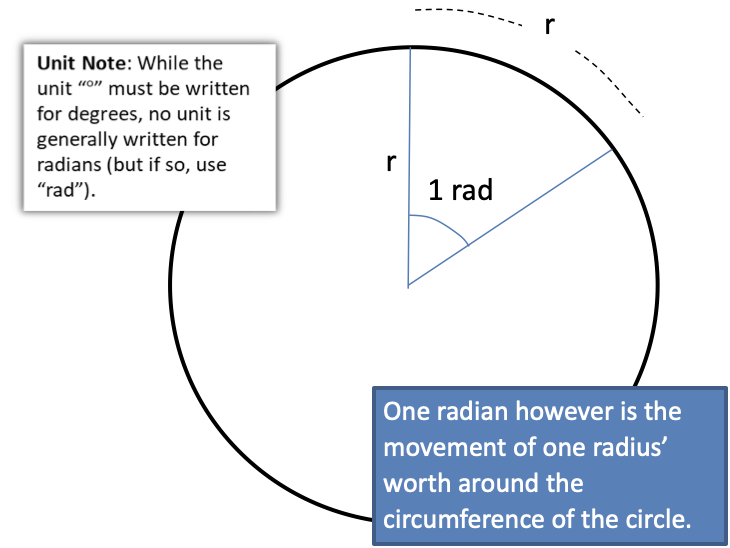 r
Unit Note: While the
unit “°” must be written
for degrees, no unit is
generally written for
radians (but if so, use
“rad”).
r
1 rad
One radian however is the
movement of one radius’
worth around the
circumference of the circle.